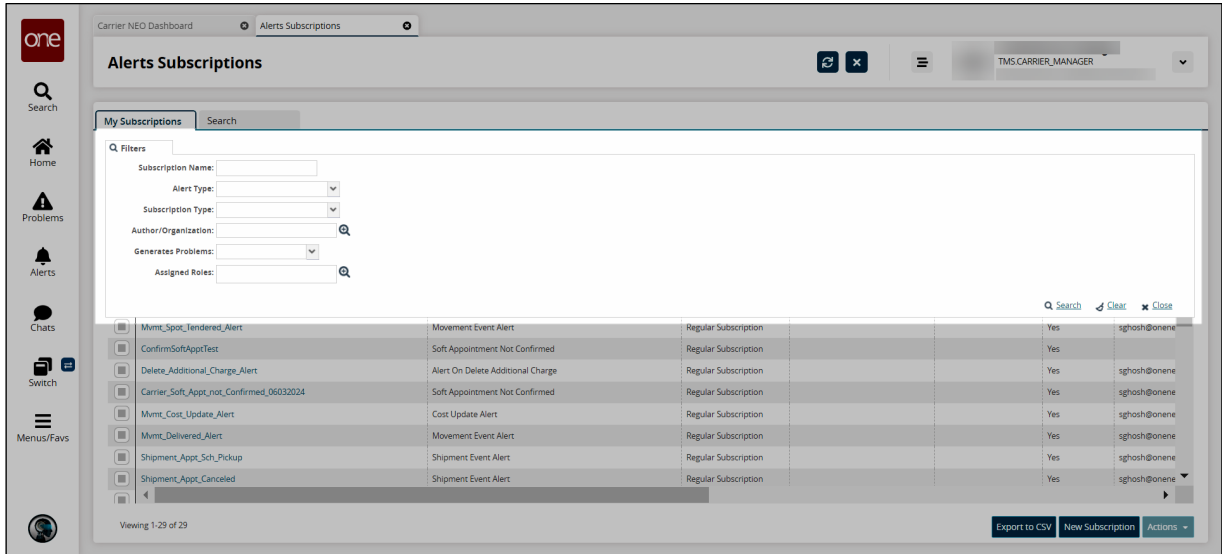 one
Carrier NEO Dashboard Alerts Subscriptions
Alerts Subscriptions
TMS.CARRIER_MANAGER
Search
Home
Problems
Alerts
Chats
Switch
Menus/Favs
My Subscriptions Search
Filters
Subscription Name:
Alert Type:
Subscription Type:
Author/Organization:
Generates Problems:
Assigned Roles:
Search Clear Close
Mvmt_Spot_Tendered_Alert Movement Event Alert Regular Subscription Yes sghosh@onene
ConfirmSoftApptTest Soft Appointment Not Confirmed Regular Subscription Yes
Delete_Additional_Charge_Alert Alert On Delete Additional Charge Regular Subscription Yes sghosh@onene
Carrier_Soft_Appt_not_Confirmed_06032024 Soft Appointment Not Confirmed Regular Subscription Yes sghosh@onene
Mvmt_Cost_Update_Alert Cost Update Alert Regular Subscription Yes sghosh@onene
Mvmt_Delivered_Alert Movement Event Alert Regular Subscription Yes sghosh@onene
Shipment_Appt_Sch_Pickup Shipment Event Alert Regular Subscription Yes sghosh@onene
Shipment_Appt_Canceled Shipment Event Alert Regular Subscription Yes sghosh@onene
Viewing 1-29 of 29
Export to CSV New Subscription Actions